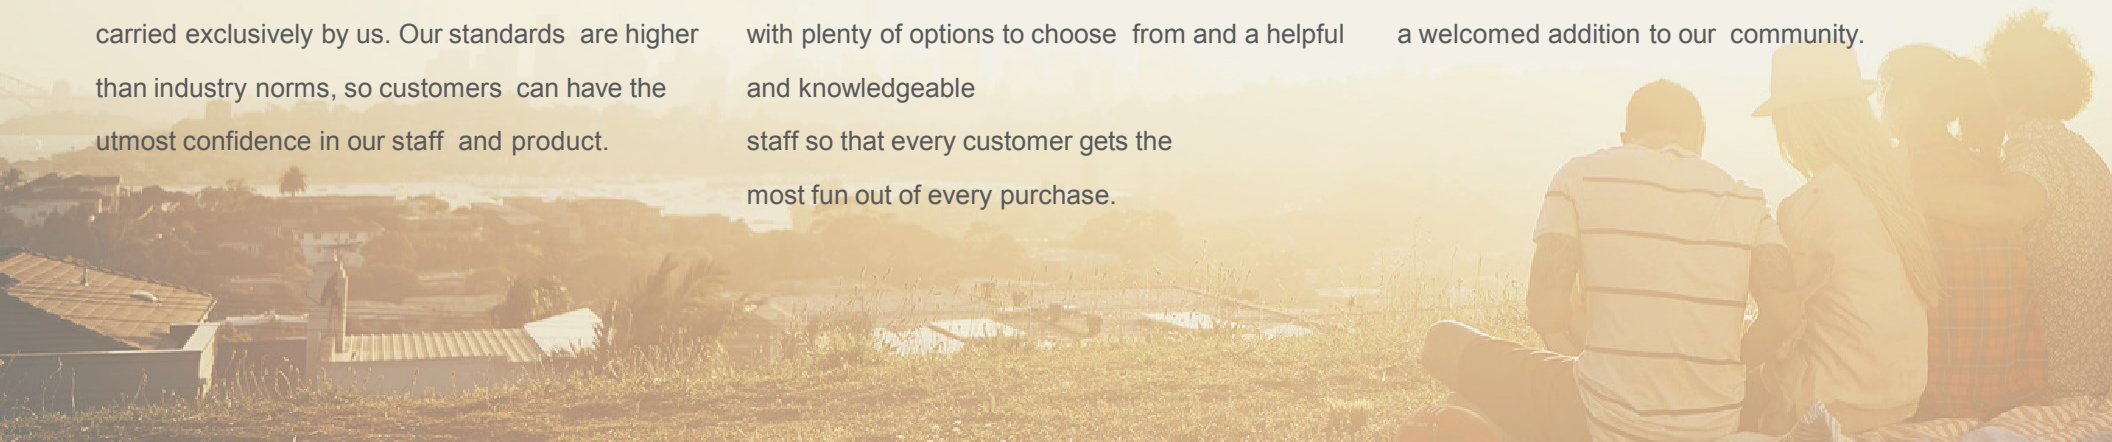 carried exclusively by us. Our standards are higher
than industry norms, so customers can have the
utmost confidence in our staff and product.
with plenty of options to choose from and a helpful
and knowledgeable
staff so that every customer gets the
most fun out of every purchase.
a welcomed addition to our community.